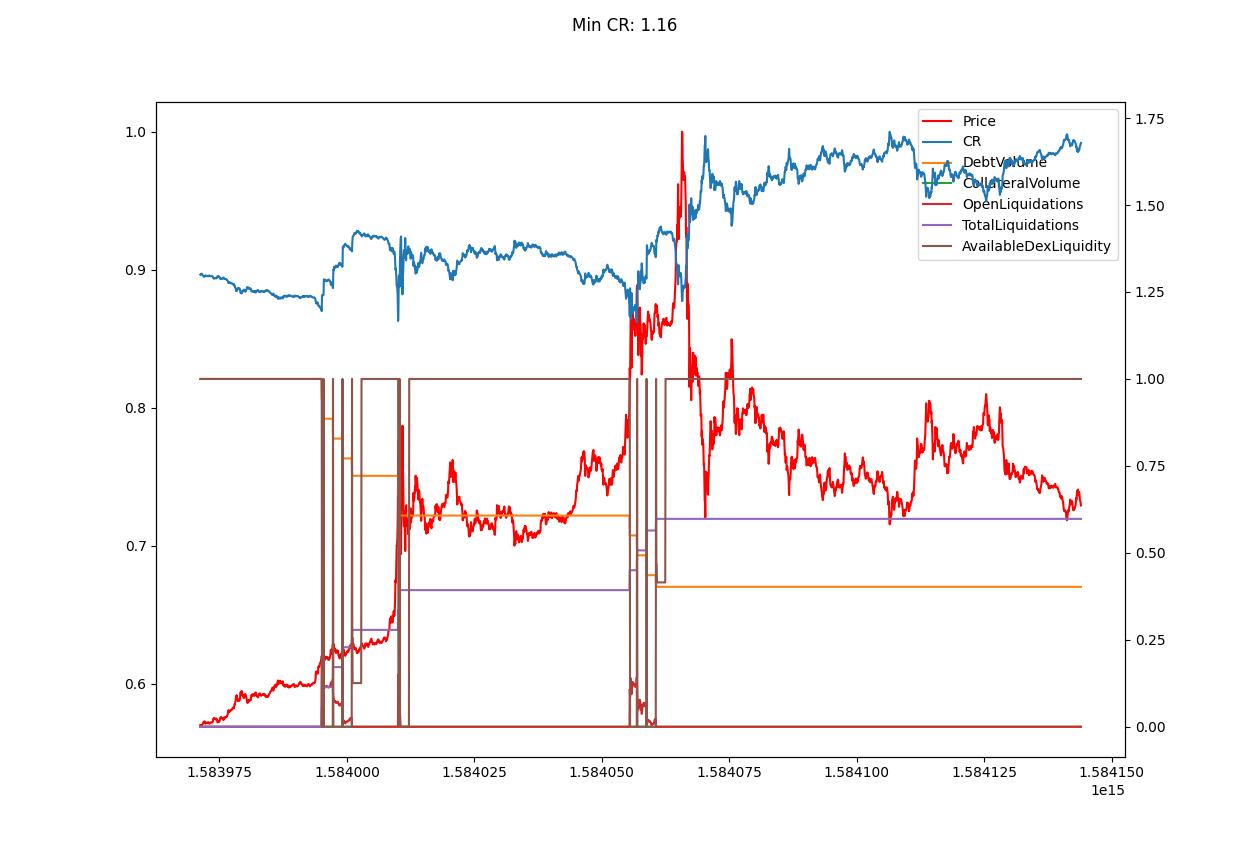 Min CR: 1.16
1.0
0.9
0.8
0.7
0.6
1.75
1.50
1.25
1.00
0.75
0.50
0.25
0.00
Price
CR
DebtVolume
CollateralVolume
OpenLiquidations
TotalLiquidations
AvailableDexLiquidity
1.583975 1.584000 1.584025 1.584050 1.584075 1.584100 1.584125 1.584150
1e15